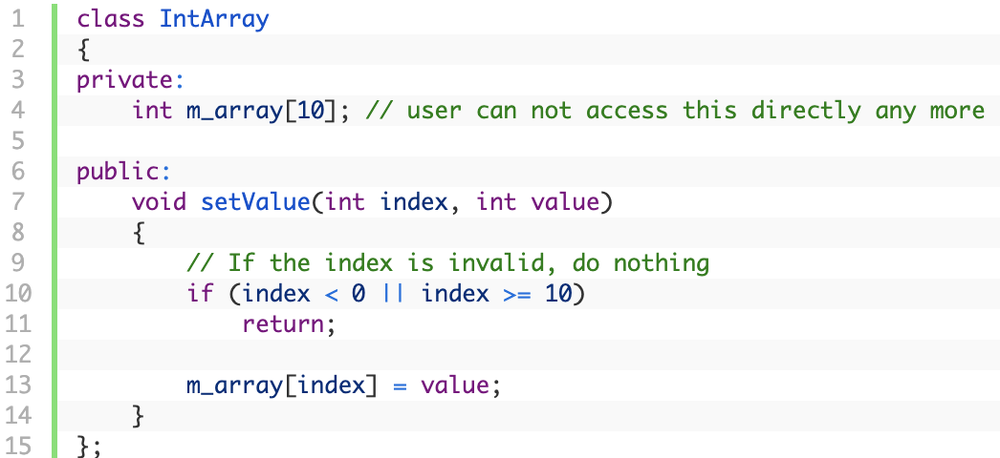 1 class IntArray
2 {
3 private:
4     int m_array[10]; // user can not access this directly any more
5
6 public:
7     void setValue(int index, int value)
8     {
9         // If the index is invalid, do nothing
10         if (index < 0 || index >= 10)
11             return;
12
13         m_array[index] = value;
14     }
15 };